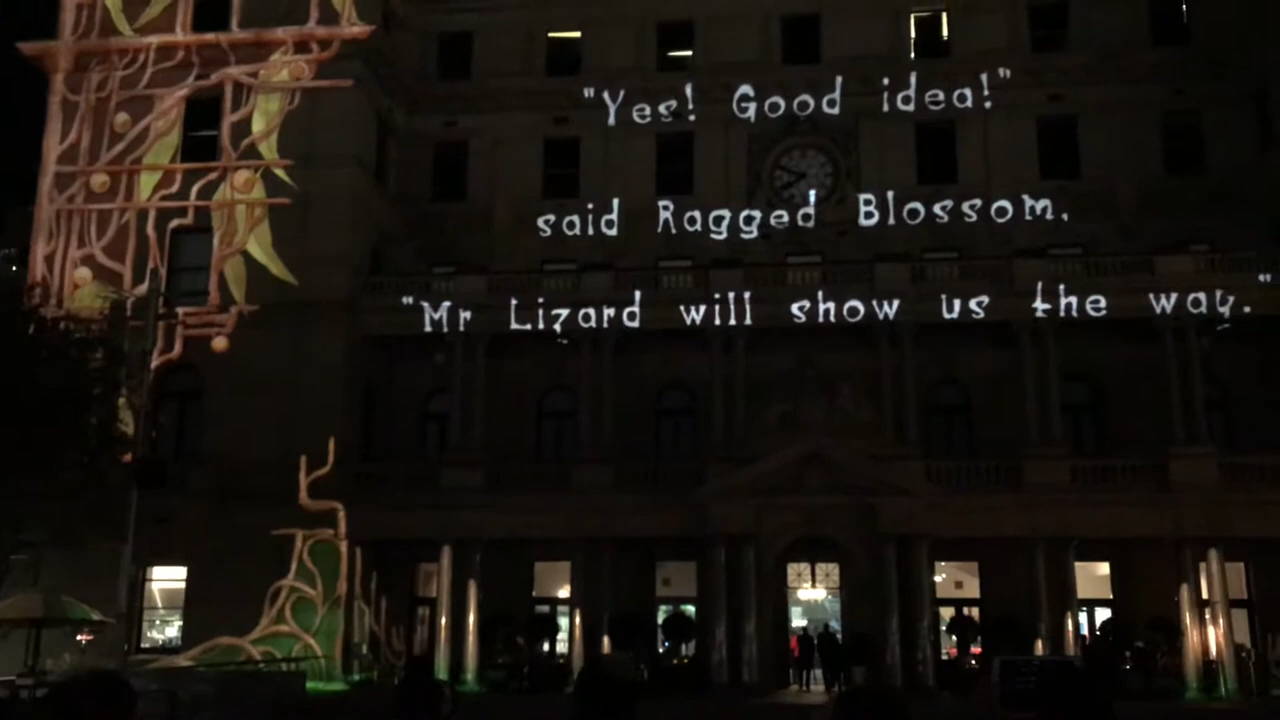 "Yes! Good idea!"
said Ragged Blossom.
"Mr Lizard will show us the way."